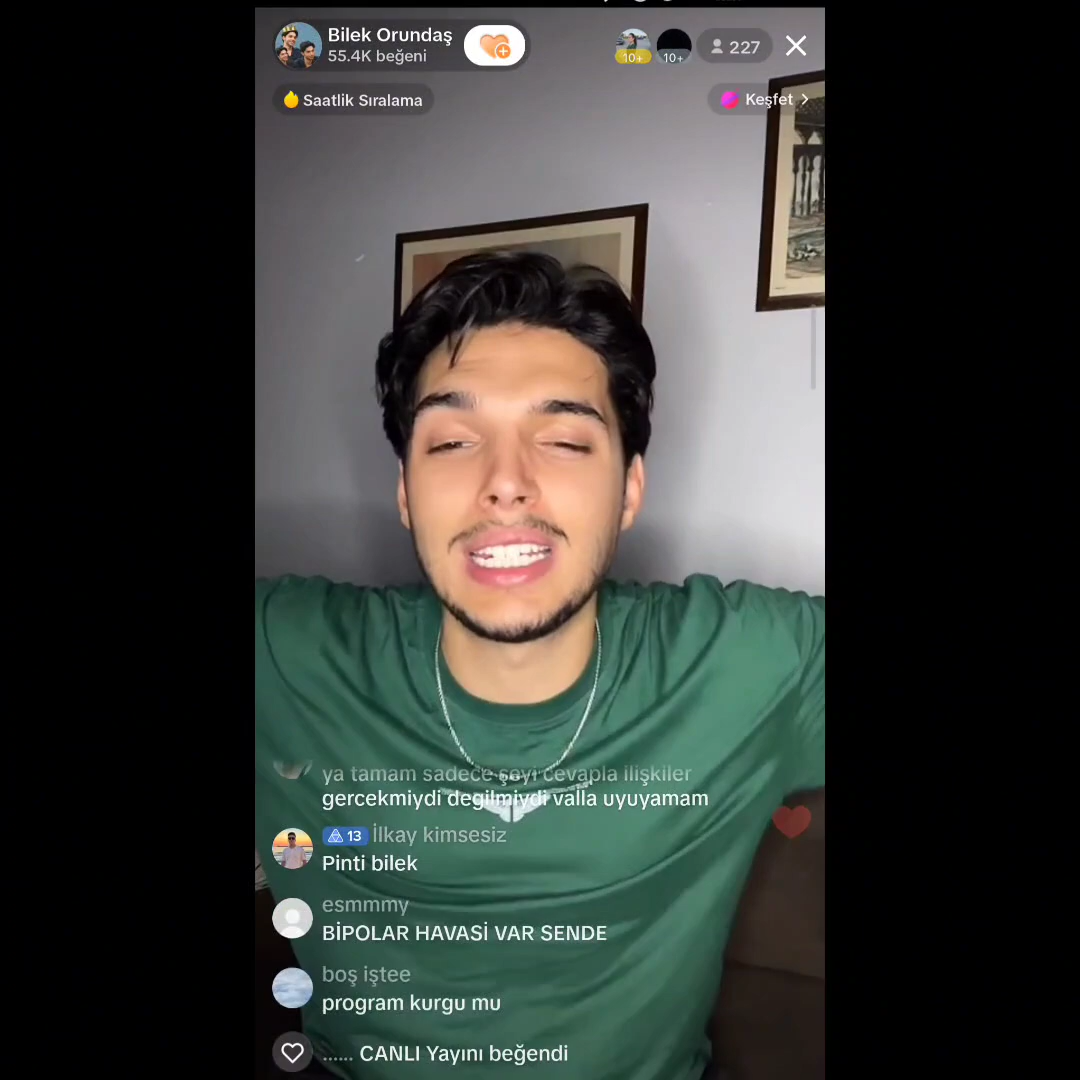 Bilek Orundaş
55.4K beğeni
10+
10+
227
Saatlik Sıralama
Keşfet
ya tamam sadece şeyi cevapla ilişkiler
gercekmiydi degilmiydi valla uyuyamam
13 İlkay kimsesiz
Pinti bilek
esmmmy
BİPOLAR HAVASİ VAR SENDE
boş iştee
program kurgu mu
...... CANLI Yayını beğendi